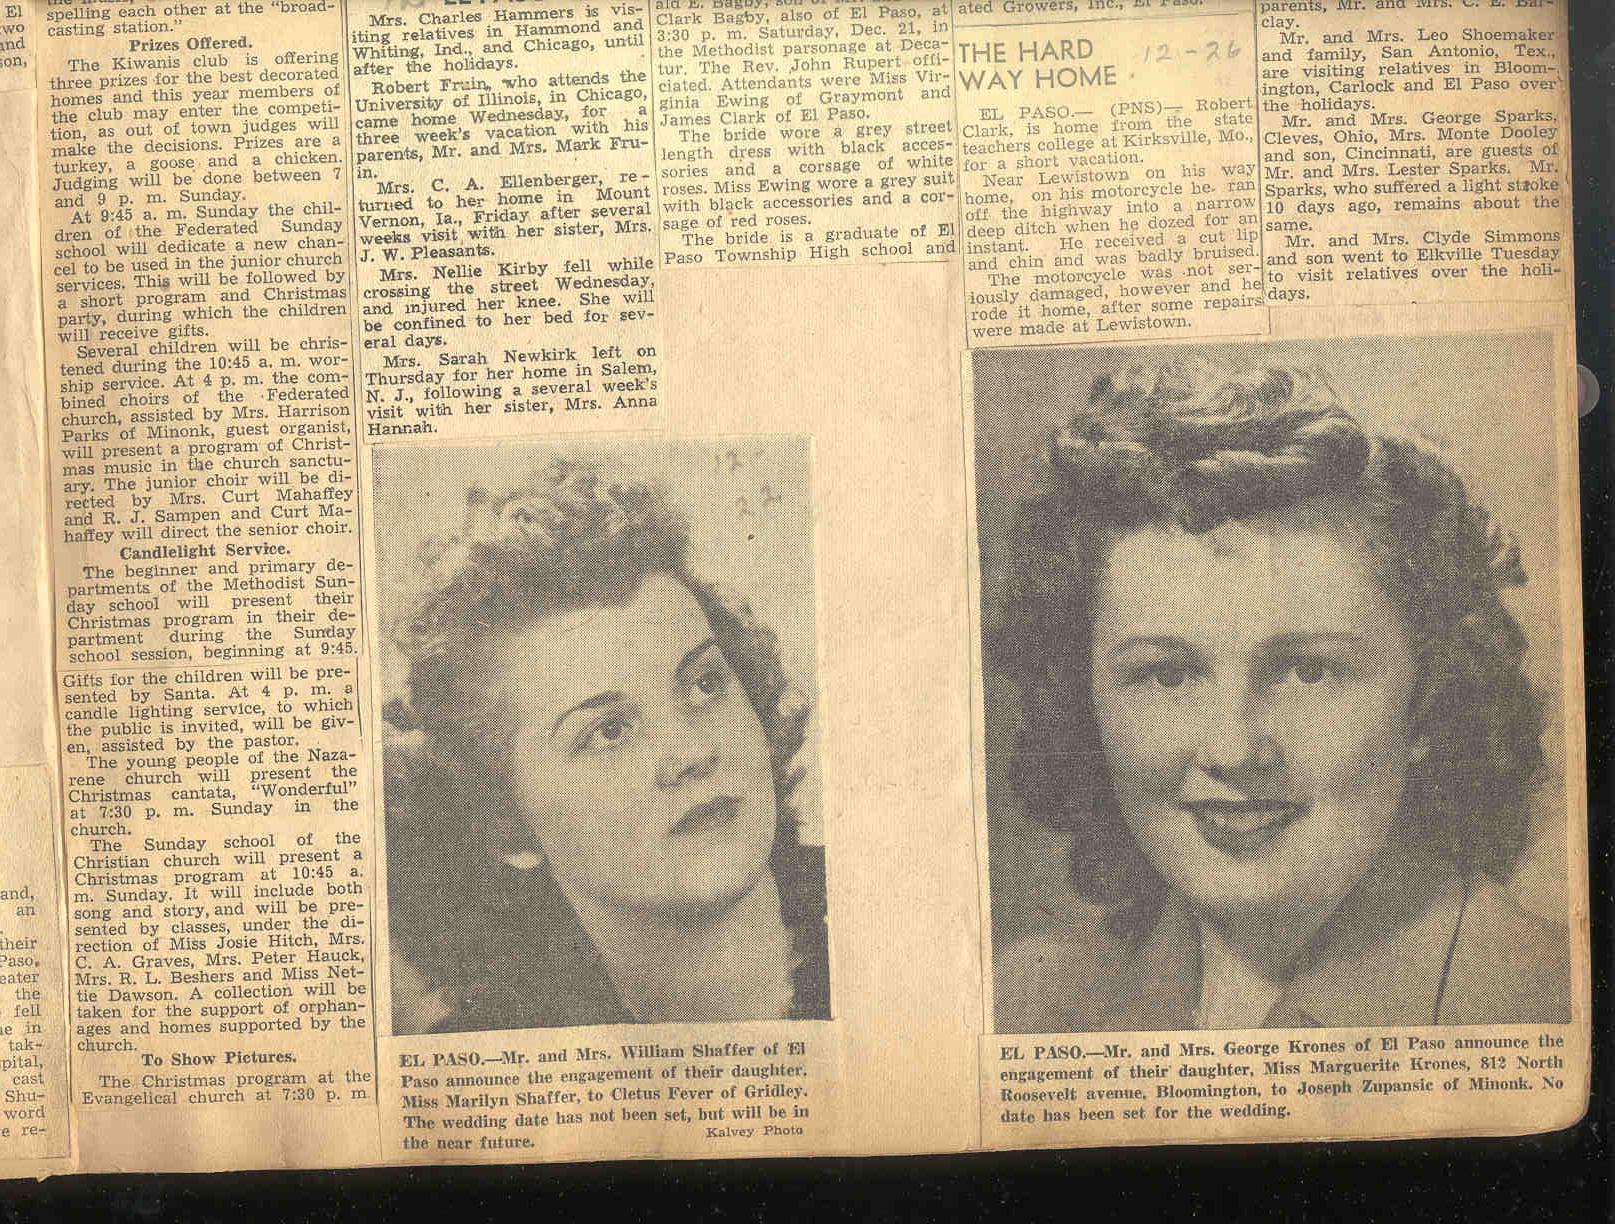 El
wo
and
son,
and,
an
their
Paso.
eater
the
fell
ne in
tak-
pital,
cast
Shu-
word
e re-
spelling each other at the "broad-
casting station."
Prizes Offered.
The Kiwanis club is offering
three prizes for the best decorated
homes and this year members of
the club may enter the competi-
tion, as out of town judges will
make the decisions. Prizes are a
turkey, a goose and a chicken.
Judging will be done between 7
and 9 p. m. Sunday.
At 9:45 a. m. Sunday the chil-
dren of the Federated Sunday
school will dedicate a new chan-
cel to be used in the junior church
services. This will be followed by
a short program and Christmas
party, during which the children
will receive gifts.
Several children will be chris-
tened during the 10:45 a. m. wor-
ship service. At 4 p. m. the com-
bined choirs of the Federated
church, assisted by Mrs. Harrison
Parks of Minonk, guest organist,
will present a program of Christ-
mas music in the church sanctu-
ary. The junior choir will be di-
rected by Mrs. Curt Mahaffey
and R. J. Sampen and Curt Ma-
haffey will direct the senior choir.
Candlelight Service.
The beginner and primary de-
partments of the Methodist Sun-
day school will present their
Christmas program in their de-
partment during the Sunday
school session, beginning at 9:45.
Gifts for the children will be pre-
sented by Santa. At 4 p. m. a
candle lighting service, to which
the public is invited, will be giv-
en, assisted by the pastor.
The young people of the Naza-
rene church will present the
Christmas cantata, "Wonderful"
at 7:30 p. m. Sunday in the
church.
The Sunday school of the
Christian church will present a
Christmas program at 10:45 a.
m. Sunday. It will include both
song and story, and will be pre-
sented by classes, under the di-
rection of Miss Josie Hitch, Mrs.
C. A. Graves, Mrs. Peter Hauck,
Mrs. R. L. Beshers and Miss Net-
tie Dawson. A collection will be
taken for the support of orphan-
ages and homes supported by the
church.
To Show Pictures.
The Christmas program at the
Evangelical church at 7:30 p. m
Mrs. Charles Hammers is vis-
iting relatives in Hammond and
Whiting, Ind., and Chicago, until
after the holidays.
Robert Fruin, who attends the
University of Illinois, in Chicago,
came home Wednesday, for a
three week's vacation with his
parents, Mr. and Mrs. Mark Fru-
in.
Mrs. C. A. Ellenberger, re-
turned to her home in Mount
Vernon, Ia., Friday after several
weeks visit with her sister, Mrs.
J. W. Pleasants.
Mrs. Nellie Kirby fell while
crossing the street Wednesday,
and injured her knee. She will
be confined to her bed for sev-
eral days.
Mrs. Sarah Newkirk left on
Thursday for her home in Salem,
N. J., following a several week's
visit with her sister, Mrs. Anna
Hannah.
12-
22
EL PASO.—Mr. and Mrs. William Shaffer of El
Paso announce the engagement of their daughter,
Miss Marilyn Shaffer, to Cletus Fever of Gridley.
The wedding date has not been set, but will be in
the near future. Kalvey Photo
ald E. Bagby, son of
Clark Bagby, also of El Paso, at
3:30 p. m. Saturday, Dec. 21, in
the Methodist parsonage at Deca-
tur. The Rev. John Rupert offi-
ciated. Attendants were Miss Vir-
ginia Ewing of Graymont and
James Clark of El Paso.
The bride wore a grey street
length dress with black acces-
sories and a corsage of white
roses. Miss Ewing wore a grey suit
with black accessories and a cor-
sage of red roses.
The bride is a graduate of El
Paso Township High school and
ated Growers, Inc., El Paso.
THE HARD
WAY HOME
12-26
EL PASO.— (PNS)— Robert
Clark, is home from the state
teachers college at Kirksville, Mo.,
for a short vacation.
Near Lewistown on his way
home, on his motorcycle he ran
off the highway into a narrow
deep ditch when he dozed for an
instant. He received a cut lip
and chin and was badly bruised.
The motorcycle was not ser-
iously damaged, however and he
rode it home, after some repairs
were made at Lewistown.
parents, Mr. and Mrs. C. E. Bar-
clay.
Mr. and Mrs. Leo Shoemaker
and family, San Antonio, Tex.,
are visiting relatives in Bloom-
ington, Carlock and El Paso over
the holidays.
Mr. and Mrs. George Sparks,
Cleves, Ohio, Mrs. Monte Dooley
and son, Cincinnati, are guests of
Mr. and Mrs. Lester Sparks. Mr.
Sparks, who suffered a light stroke
10 days ago, remains about the
same.
Mr. and Mrs. Clyde Simmons
and son went to Elkville Tuesday
to visit relatives over the holi-
days.
EL PASO.—Mr. and Mrs. George Krones of El Paso announce the
engagement of their daughter, Miss Marguerite Krones, 812 North
Roosevelt avenue, Bloomington, to Joseph Zupansic of Minonk. No
date has been set for the wedding.